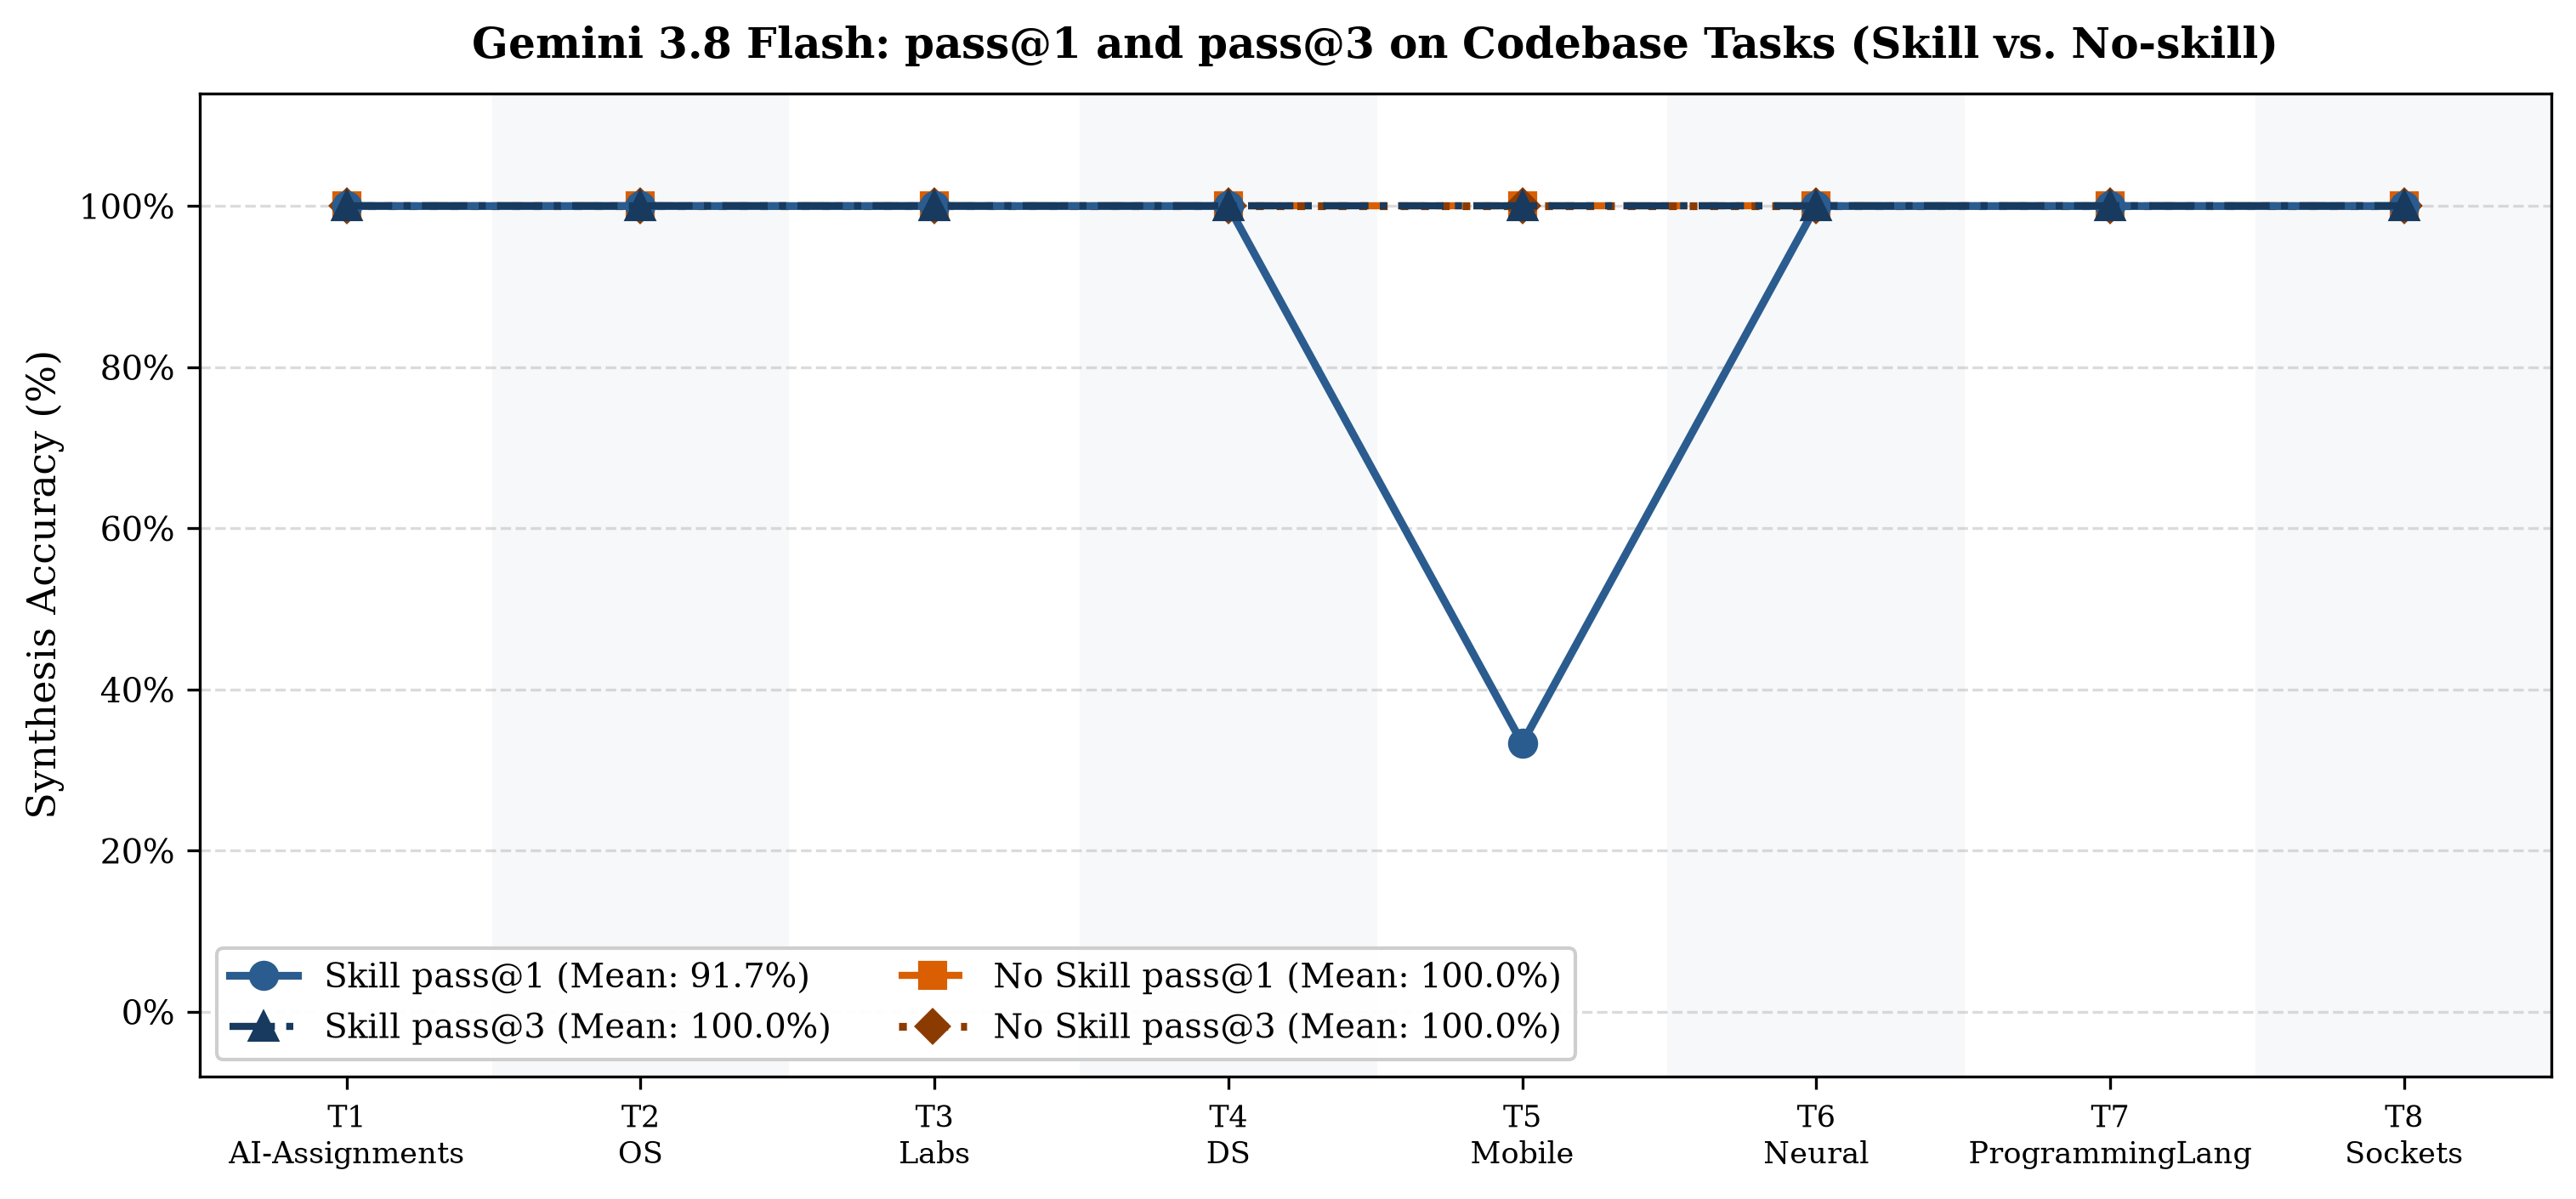 Gemini 3.8 Flash: pass@1 and pass@3 on Codebase Tasks (Skill vs. No-skill)
Synthesis Accuracy (%)
100%
80%
60%
40%
20%
0%
Skill pass@1 (Mean: 91.7%)
Skill pass@3 (Mean: 100.0%)
No Skill pass@1 (Mean: 100.0%)
No Skill pass@3 (Mean: 100.0%)
T1
AI-Assignments
T2
OS
T3
Labs
T4
DS
T5
Mobile
T6
Neural
T7
ProgrammingLang
T8
Sockets